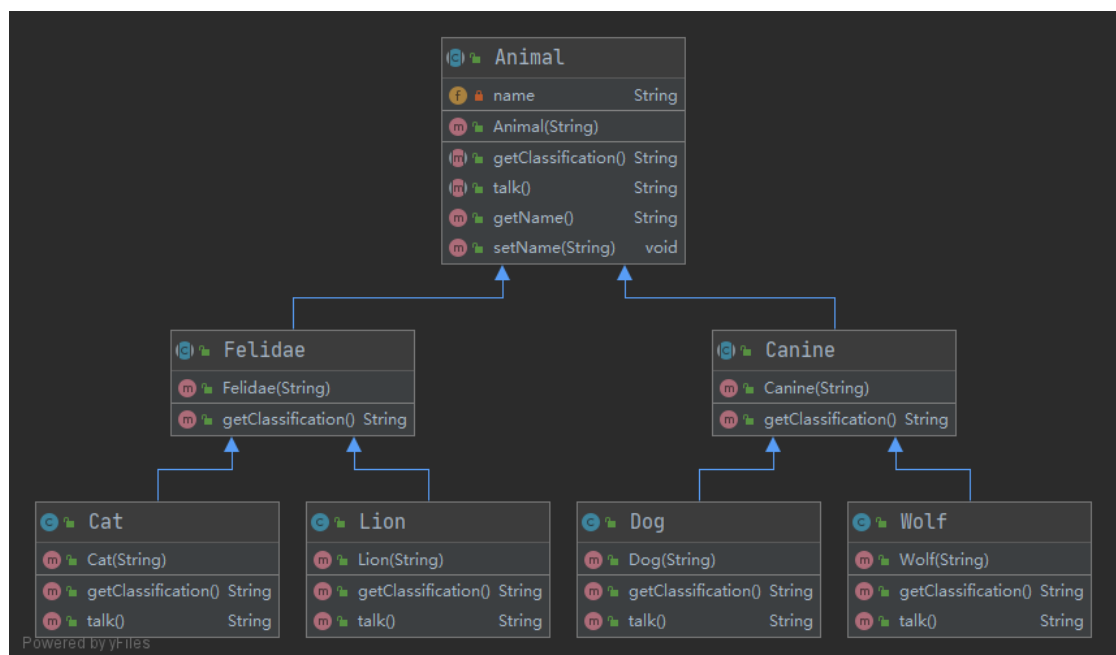 Animal
name String
Animal(String)
getClassification() String
talk() String
getName() String
setName(String) void
Felidae
Felidae(String)
getClassification() String
Canine
Canine(String)
getClassification() String
Cat
Cat(String)
getClassification() String
talk() String
Lion
Lion(String)
getClassification() String
talk() String
Dog
Dog(String)
getClassification() String
talk() String
Wolf
Wolf(String)
getClassification() String
talk() String
Powered by yFiles